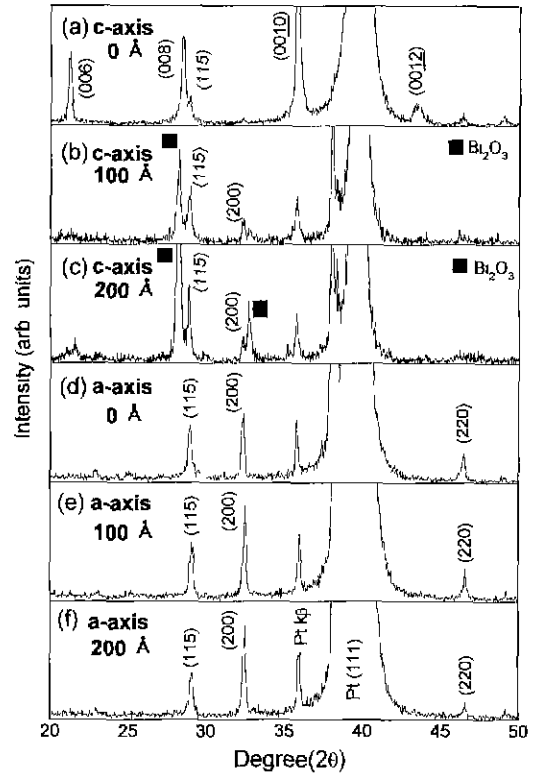 (a) c-axis
0 Å
(006)
(008)
(115)
(0010)
(0012)
(b) c-axis
100 Å
(115)
(200)
Bi₂O₃
(c) c-axis
200 Å
(115)
(200)
Bi₂O₃
(d) a-axis
0 Å
(115)
(200)
(220)
(e) a-axis
100 Å
(115)
(200)
(220)
(f) a-axis
200 Å
(115)
(200)
Pt kβ
Pt (111)
(220)
20 25 30 35 40 45 50
Degree(2θ)
Intensity (arb units)